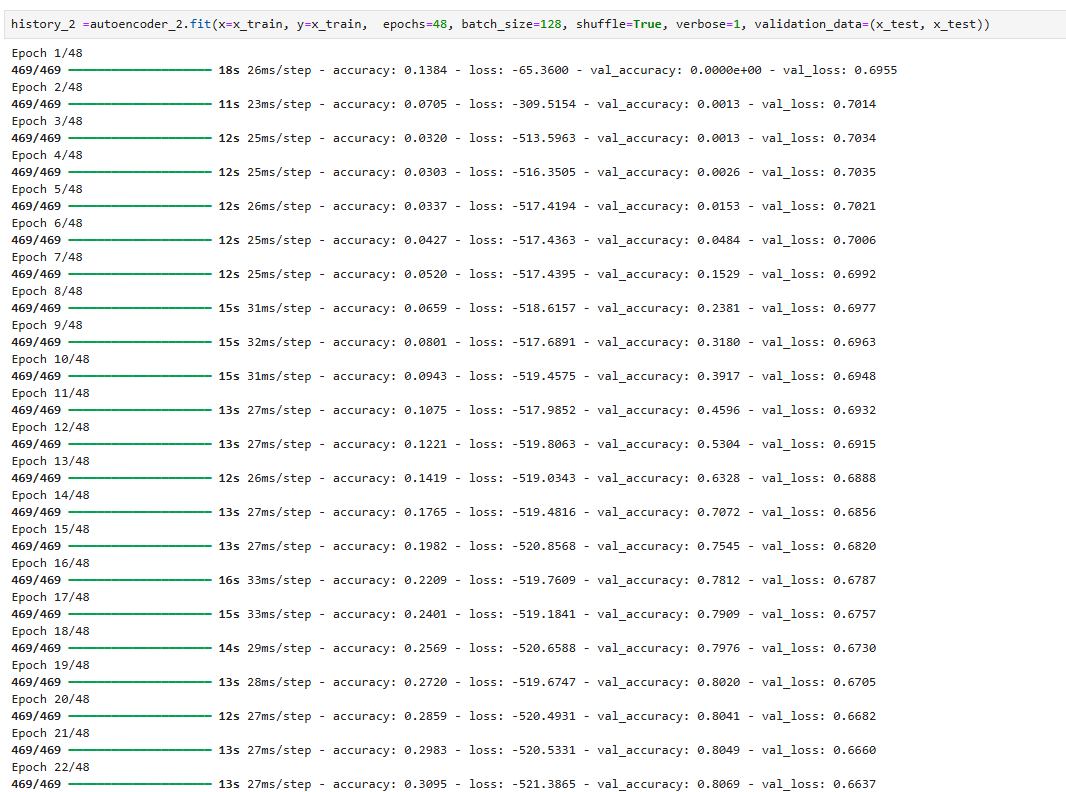 history_2 =autoencoder_2.fit(x=x_train, y=x_train,  epochs=48, batch_size=128, shuffle=True, verbose=1, validation_data=(x_test, x_test))
Epoch 1/48
469/469 ━━━━━━━━━━━━━━━━━━━━ 18s 26ms/step - accuracy: 0.1384 - loss: -65.3600 - val_accuracy: 0.0000e+00 - val_loss: 0.6955
Epoch 2/48
469/469 ━━━━━━━━━━━━━━━━━━━━ 11s 23ms/step - accuracy: 0.0705 - loss: -309.5154 - val_accuracy: 0.0013 - val_loss: 0.7014
Epoch 3/48
469/469 ━━━━━━━━━━━━━━━━━━━━ 12s 25ms/step - accuracy: 0.0320 - loss: -513.5963 - val_accuracy: 0.0013 - val_loss: 0.7034
Epoch 4/48
469/469 ━━━━━━━━━━━━━━━━━━━━ 12s 25ms/step - accuracy: 0.0303 - loss: -516.3505 - val_accuracy: 0.0026 - val_loss: 0.7035
Epoch 5/48
469/469 ━━━━━━━━━━━━━━━━━━━━ 12s 26ms/step - accuracy: 0.0337 - loss: -517.4194 - val_accuracy: 0.0153 - val_loss: 0.7021
Epoch 6/48
469/469 ━━━━━━━━━━━━━━━━━━━━ 12s 25ms/step - accuracy: 0.0427 - loss: -517.4363 - val_accuracy: 0.0484 - val_loss: 0.7006
Epoch 7/48
469/469 ━━━━━━━━━━━━━━━━━━━━ 12s 25ms/step - accuracy: 0.0520 - loss: -517.4395 - val_accuracy: 0.1529 - val_loss: 0.6992
Epoch 8/48
469/469 ━━━━━━━━━━━━━━━━━━━━ 15s 31ms/step - accuracy: 0.0659 - loss: -518.6157 - val_accuracy: 0.2381 - val_loss: 0.6977
Epoch 9/48
469/469 ━━━━━━━━━━━━━━━━━━━━ 15s 32ms/step - accuracy: 0.0801 - loss: -517.6891 - val_accuracy: 0.3180 - val_loss: 0.6963
Epoch 10/48
469/469 ━━━━━━━━━━━━━━━━━━━━ 15s 31ms/step - accuracy: 0.0943 - loss: -519.4575 - val_accuracy: 0.3917 - val_loss: 0.6948
Epoch 11/48
469/469 ━━━━━━━━━━━━━━━━━━━━ 13s 27ms/step - accuracy: 0.1075 - loss: -517.9852 - val_accuracy: 0.4596 - val_loss: 0.6932
Epoch 12/48
469/469 ━━━━━━━━━━━━━━━━━━━━ 13s 27ms/step - accuracy: 0.1221 - loss: -519.8063 - val_accuracy: 0.5304 - val_loss: 0.6915
Epoch 13/48
469/469 ━━━━━━━━━━━━━━━━━━━━ 12s 26ms/step - accuracy: 0.1419 - loss: -519.0343 - val_accuracy: 0.6328 - val_loss: 0.6888
Epoch 14/48
469/469 ━━━━━━━━━━━━━━━━━━━━ 13s 27ms/step - accuracy: 0.1765 - loss: -519.4816 - val_accuracy: 0.7072 - val_loss: 0.6856
Epoch 15/48
469/469 ━━━━━━━━━━━━━━━━━━━━ 13s 27ms/step - accuracy: 0.1982 - loss: -520.8568 - val_accuracy: 0.7545 - val_loss: 0.6820
Epoch 16/48
469/469 ━━━━━━━━━━━━━━━━━━━━ 16s 33ms/step - accuracy: 0.2209 - loss: -519.7609 - val_accuracy: 0.7812 - val_loss: 0.6787
Epoch 17/48
469/469 ━━━━━━━━━━━━━━━━━━━━ 15s 33ms/step - accuracy: 0.2401 - loss: -519.1841 - val_accuracy: 0.7909 - val_loss: 0.6757
Epoch 18/48
469/469 ━━━━━━━━━━━━━━━━━━━━ 14s 29ms/step - accuracy: 0.2569 - loss: -520.6588 - val_accuracy: 0.7976 - val_loss: 0.6730
Epoch 19/48
469/469 ━━━━━━━━━━━━━━━━━━━━ 13s 28ms/step - accuracy: 0.2720 - loss: -519.6747 - val_accuracy: 0.8020 - val_loss: 0.6705
Epoch 20/48
469/469 ━━━━━━━━━━━━━━━━━━━━ 12s 27ms/step - accuracy: 0.2859 - loss: -520.4931 - val_accuracy: 0.8041 - val_loss: 0.6682
Epoch 21/48
469/469 ━━━━━━━━━━━━━━━━━━━━ 13s 27ms/step - accuracy: 0.2983 - loss: -520.5331 - val_accuracy: 0.8049 - val_loss: 0.6660
Epoch 22/48
469/469 ━━━━━━━━━━━━━━━━━━━━ 13s 27ms/step - accuracy: 0.3095 - loss: -521.3865 - val_accuracy: 0.8069 - val_loss: 0.6637